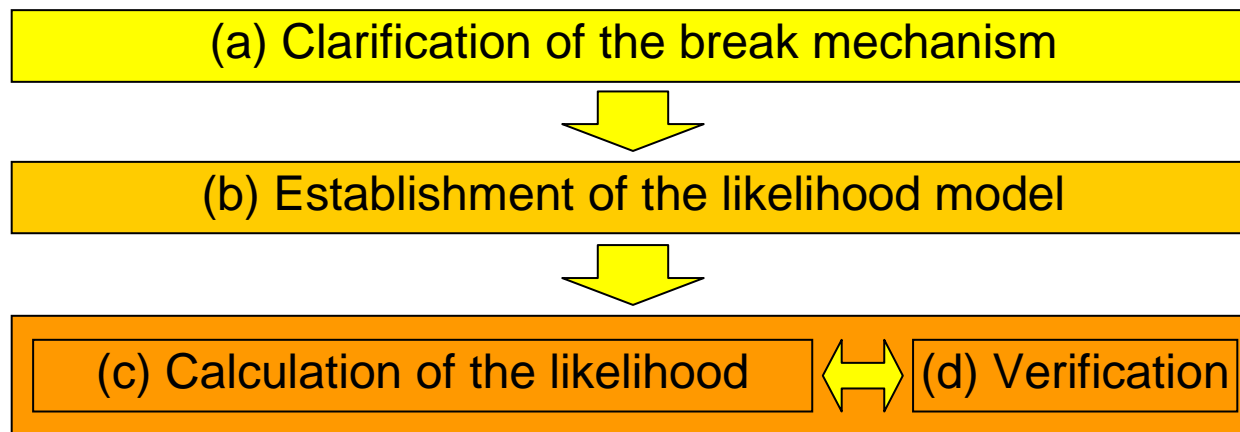 (a) Clarification of the break mechanism
(b) Establishment of the likelihood model
(c) Calculation of the likelihood
(d) Verification